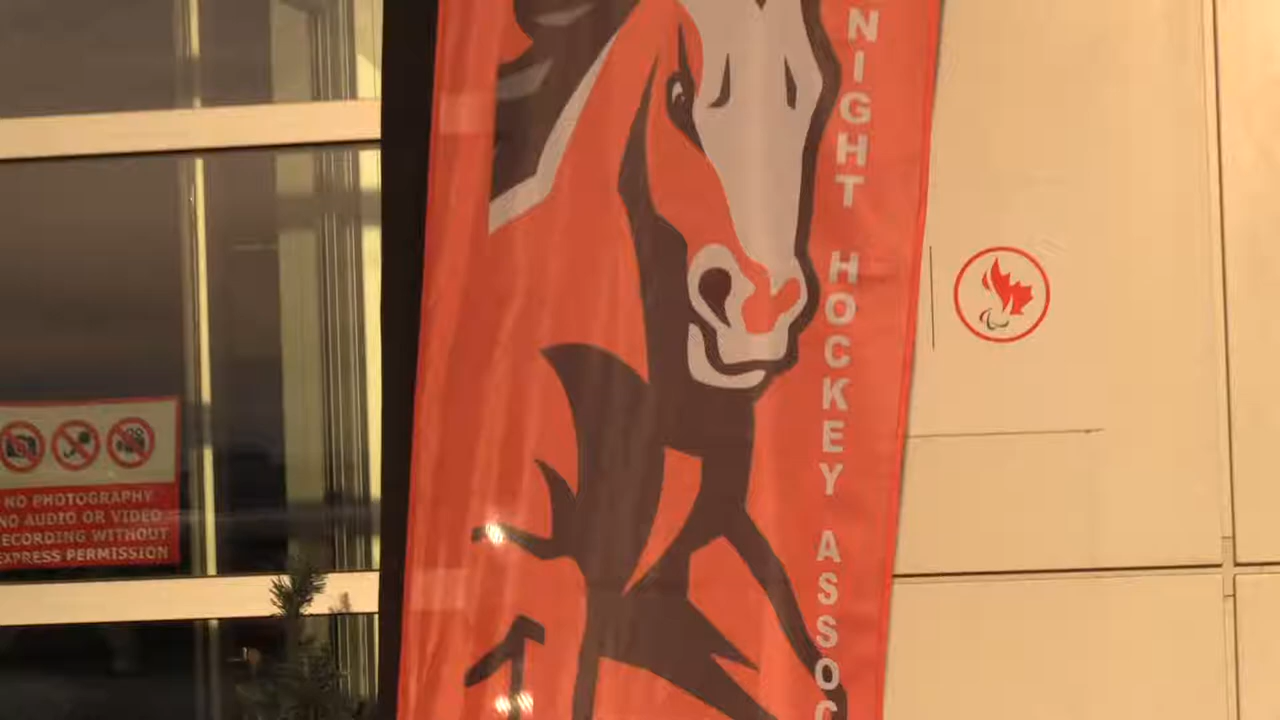 NIGHT HOCKEY ASSOC
NO PHOTOGRAPHY
NO AUDIO OR VIDEO
RECORDING WITHOUT
EXPRESS PERMISSION